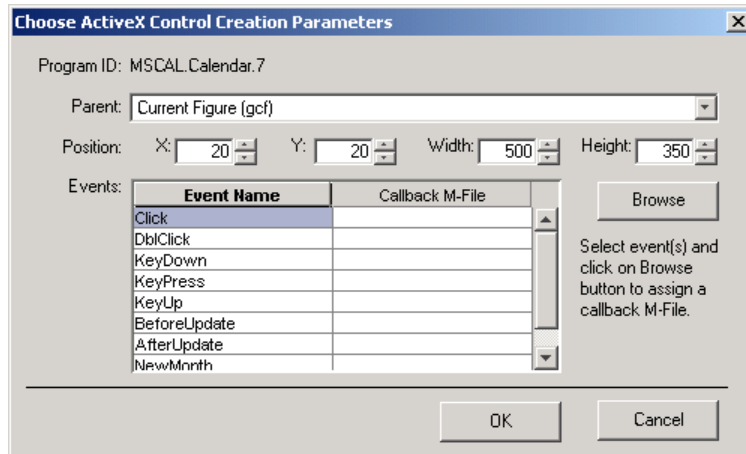 Choose ActiveX Control Creation Parameters
Program ID: MSCAL.Calendar.7
Parent: Current Figure (gcf)
Position: X: 20 Y: 20 Width: 500 Height: 350
Events: Event Name Callback M-File Browse
Click
DblClick
KeyDown
KeyPress
KeyUp
BeforeUpdate
AfterUpdate
NewMonth
Select event(s) and
click on Browse
button to assign a
callback M-File.
OK Cancel